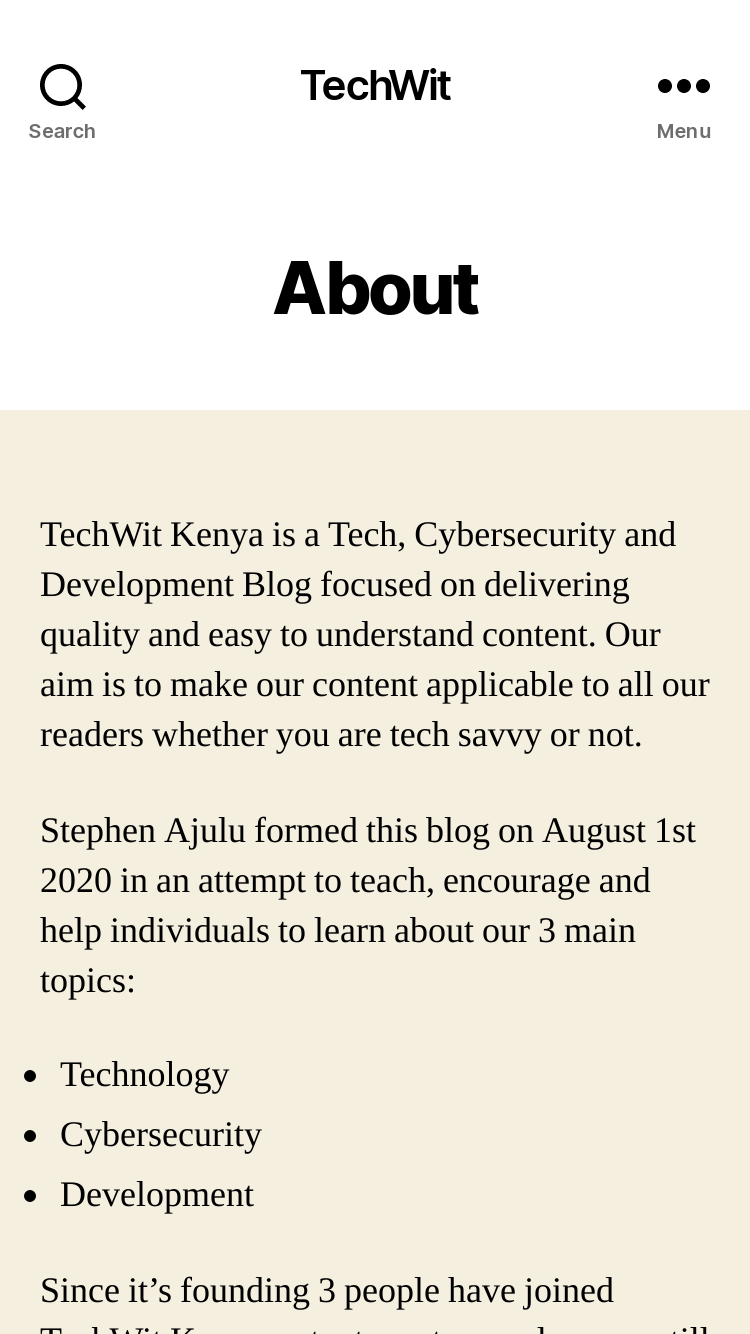 TechWit
Search
Menu
About
TechWit Kenya is a Tech, Cybersecurity and
Development Blog focused on delivering
quality and easy to understand content. Our
aim is to make our content applicable to all our
readers whether you are tech savvy or not.
Stephen Ajulu formed this blog on August 1st
2020 in an attempt to teach, encourage and
help individuals to learn about our 3 main
topics:
• Technology
• Cybersecurity
• Development
Since it’s founding 3 people have joined